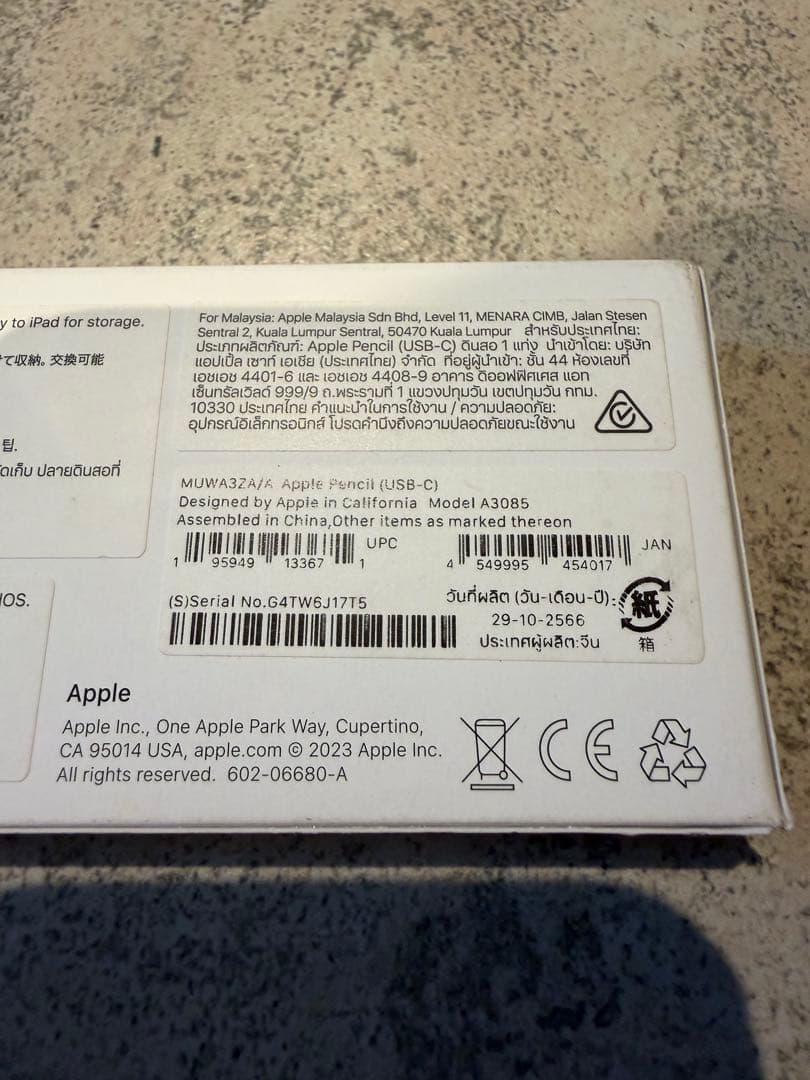 y to iPad for storage.
て収納。交換可能
팁.
ปลายดินสอที่
iOS.
For Malaysia: Apple Malaysia Sdn Bhd, Level 11, MENARA CIMB, Jalan Stesen
Sentral 2, Kuala Lumpur Sentral, 50470 Kuala Lumpur สำหรับประเทศไทย:
ประเภทผลิตภัณฑ์: Apple Pencil (USB-C) ดินสอ 1 แท่ง นำเข้าโดย: บริษัท
แอปเปิ้ล เซาท์ เอเชีย (ประเทศไทย) จำกัด ที่อยู่ผู้นำเข้า: ชั้น 44 ห้องเลขที่
เอชเอช 4401-6 และ เอชเอช 4408-9 อาคาร ดิออฟฟิศเศส แอท
เซ็นทรัลเวิลด์ 999/9 ถ.พระรามที่ 1 แขวงปทุมวัน เขตปทุมวัน กทม.
10330 ประเทศไทย คำแนะนำในการใช้งาน / ความปลอดภัย:
อุปกรณ์อิเล็กทรอนิกส์ โปรดคำนึงถึงความปลอดภัยขณะใช้งาน
MUWA3ZA/A Apple Pencil (USB-C)
Designed by Apple in California Model A3085
Assembled in China,Other items as marked thereon
UPC
1 95949 13367 1
JAN
4 549995 454017
(S)Serial No.G4TW6J17T5
วันที่ผลิต (วัน-เดือน-ปี):
29-10-2566
ประเทศผู้ผลิต:จีน
紙
箱
Apple
Apple Inc., One Apple Park Way, Cupertino,
CA 95014 USA, apple.com © 2023 Apple Inc.
All rights reserved. 602-06680-A
CE